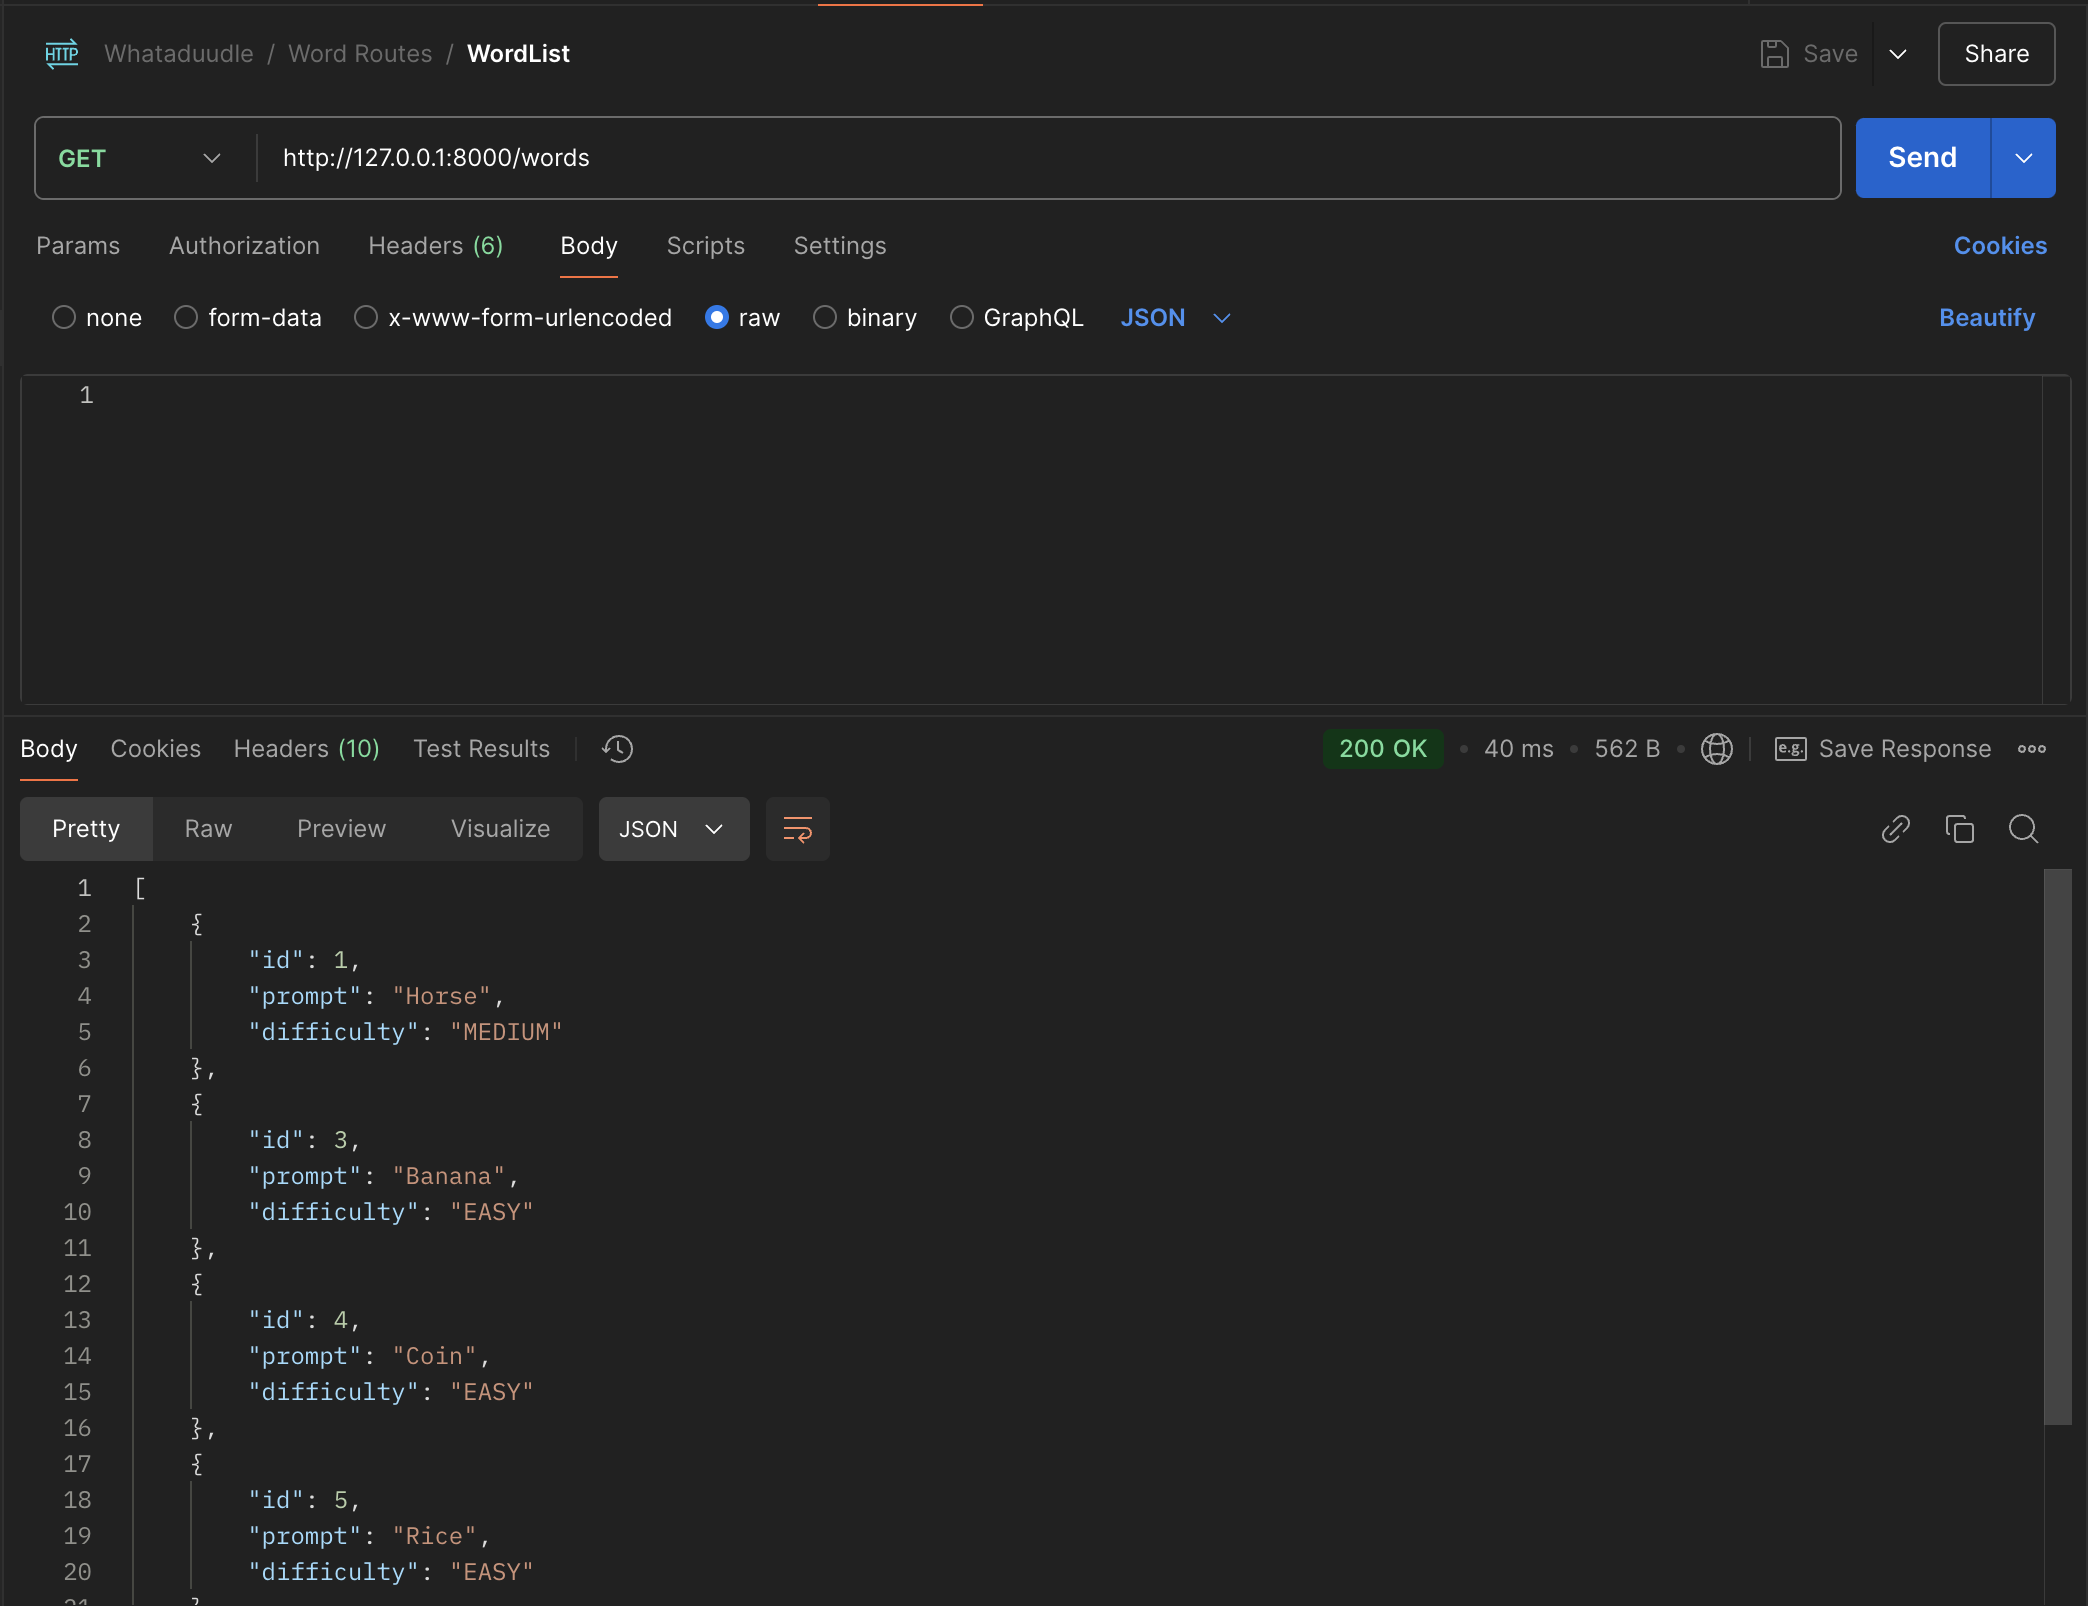 HTTP Whataduudle / Word Routes / WordList Save Share
GET http://127.0.0.1:8000/words Send
Params Authorization Headers (6) Body Scripts Settings Cookies
none form-data x-www-form-urlencoded raw binary GraphQL JSON Beautify
1
Body Cookies Headers (10) Test Results 200 OK • 40 ms • 562 B • e.g. Save Response
Pretty Raw Preview Visualize JSON
1 [
2 {
3 "id": 1,
4 "prompt": "Horse",
5 "difficulty": "MEDIUM"
6 },
7 {
8 "id": 3,
9 "prompt": "Banana",
10 "difficulty": "EASY"
11 },
12 {
13 "id": 4,
14 "prompt": "Coin",
15 "difficulty": "EASY"
16 },
17 {
18 "id": 5,
19 "prompt": "Rice",
20 "difficulty": "EASY"